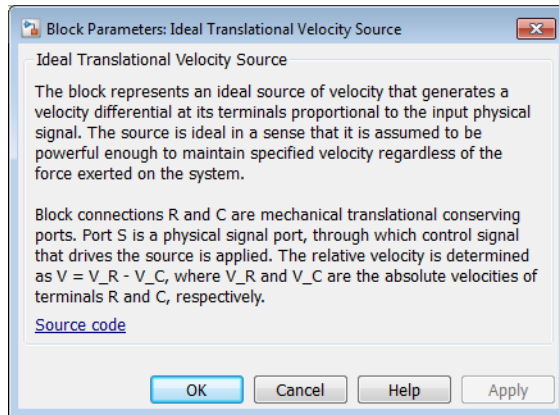 Block Parameters: Ideal Translational Velocity Source
Ideal Translational Velocity Source
The block represents an ideal source of velocity that generates a
velocity differential at its terminals proportional to the input physical
signal. The source is ideal in a sense that it is assumed to be
powerful enough to maintain specified velocity regardless of the
force exerted on the system.
Block connections R and C are mechanical translational conserving
ports. Port S is a physical signal port, through which control signal
that drives the source is applied. The relative velocity is determined
as V = V_R - V_C, where V_R and V_C are the absolute velocities of
terminals R and C, respectively.
Source code
OK Cancel Help Apply